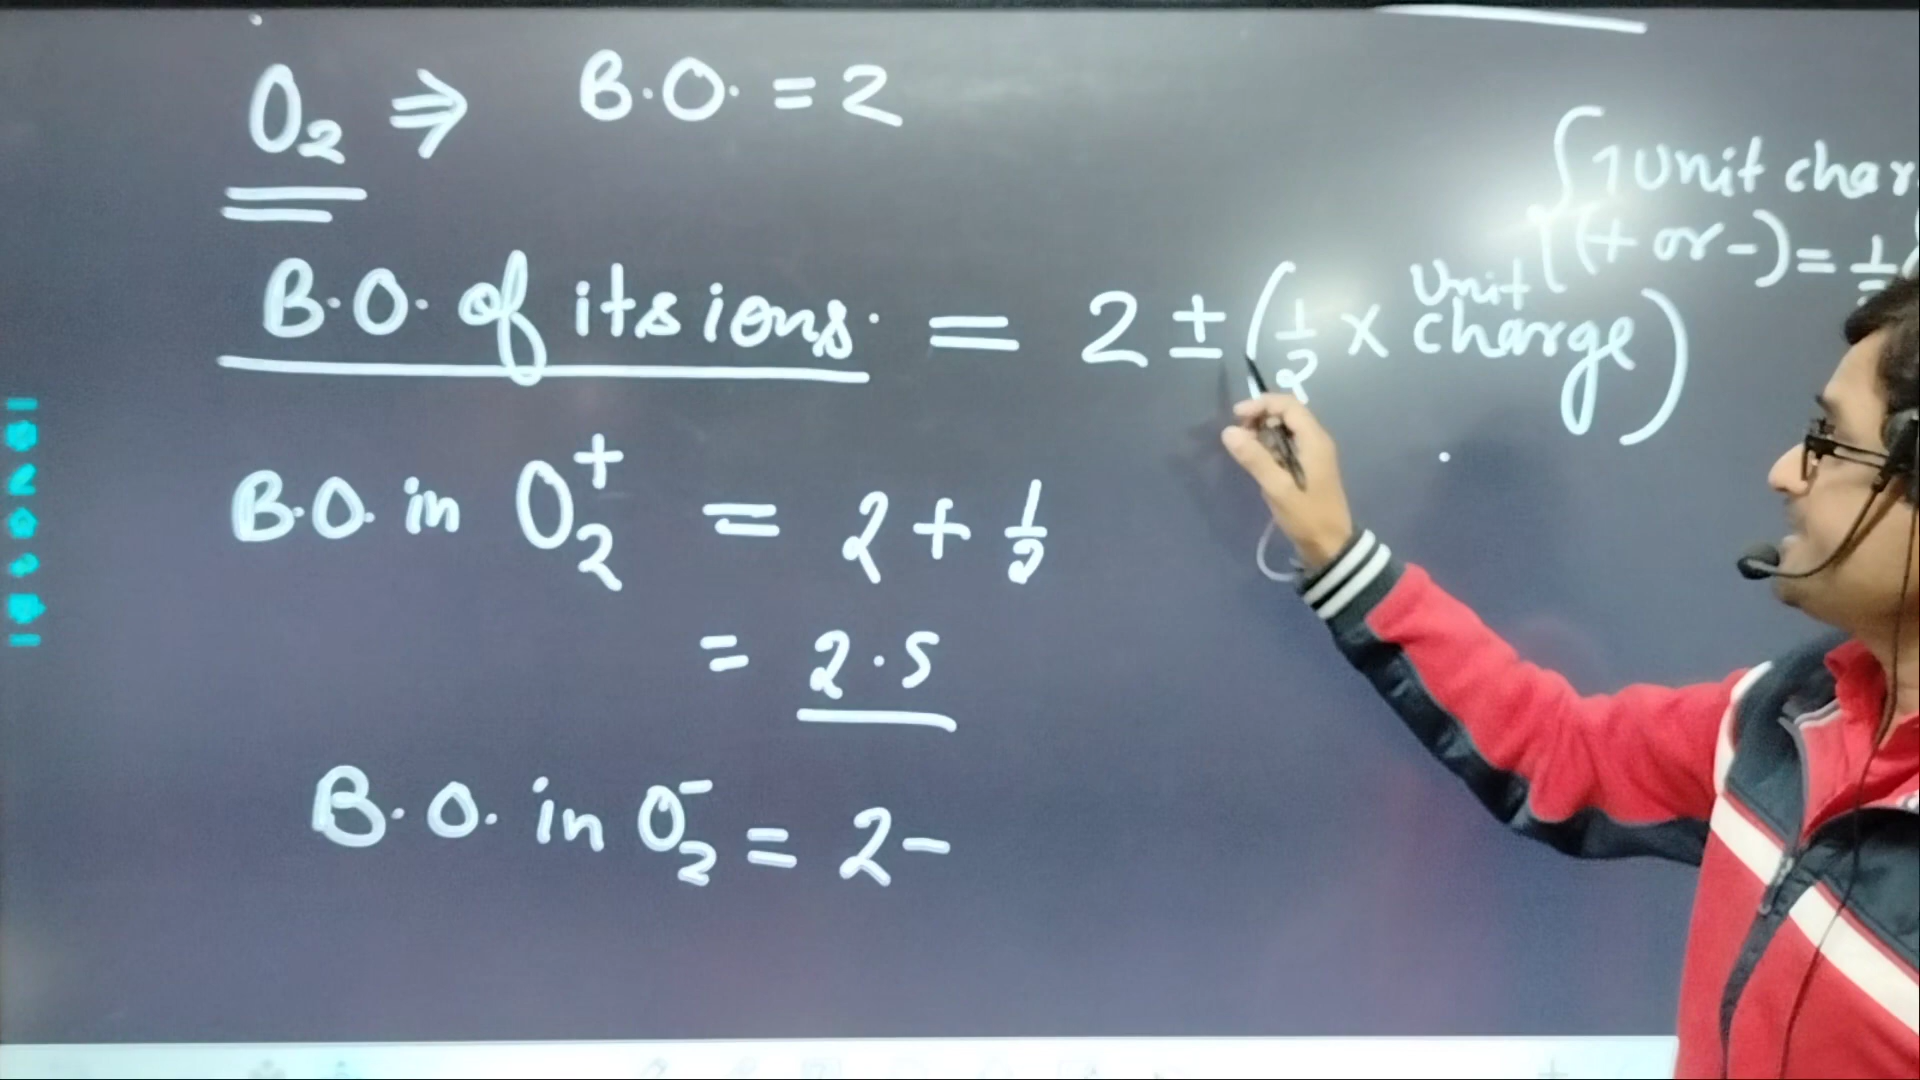 O₂ ⇒ B.O. = 2
1 Unit char
(+ or -) = 1/2
B.O. of its ions. = 2 ± (1/2 × Unit charge)
B.O. in O₂⁺ = 2 + 1/2
= 2.5
B.O. in O₂⁻ = 2 -